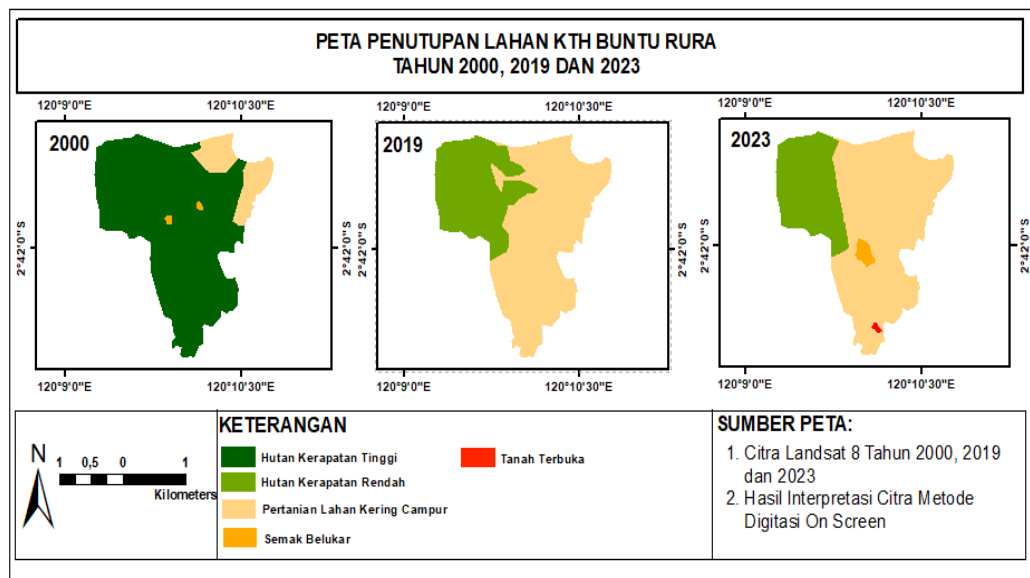 PETA PENUTUPAN LAHAN KTH BUNTU RURA
TAHUN 2000, 2019 DAN 2023
120°9'0"E 120°10'30"E
120°9'0"E 120°10'30"E
120°9'0"E 120°10'30"E
2000
2019
2023
2°42'0"S
2°42'0"S
2°42'0"S
2°42'0"S
2°42'0"S
2°42'0"S
120°9'0"E 120°10'30"E
120°9'0"E 120°10'30"E
120°9'0"E 120°10'30"E
N
1 0,5 0 1
Kilometers
KETERANGAN
Hutan Kerapatan Tinggi
Hutan Kerapatan Rendah
Pertanian Lahan Kering Campur
Semak Belukar
Tanah Terbuka
SUMBER PETA:
1. Citra Landsat 8 Tahun 2000, 2019
dan 2023
2. Hasil Interpretasi Citra Metode
Digitasi On Screen